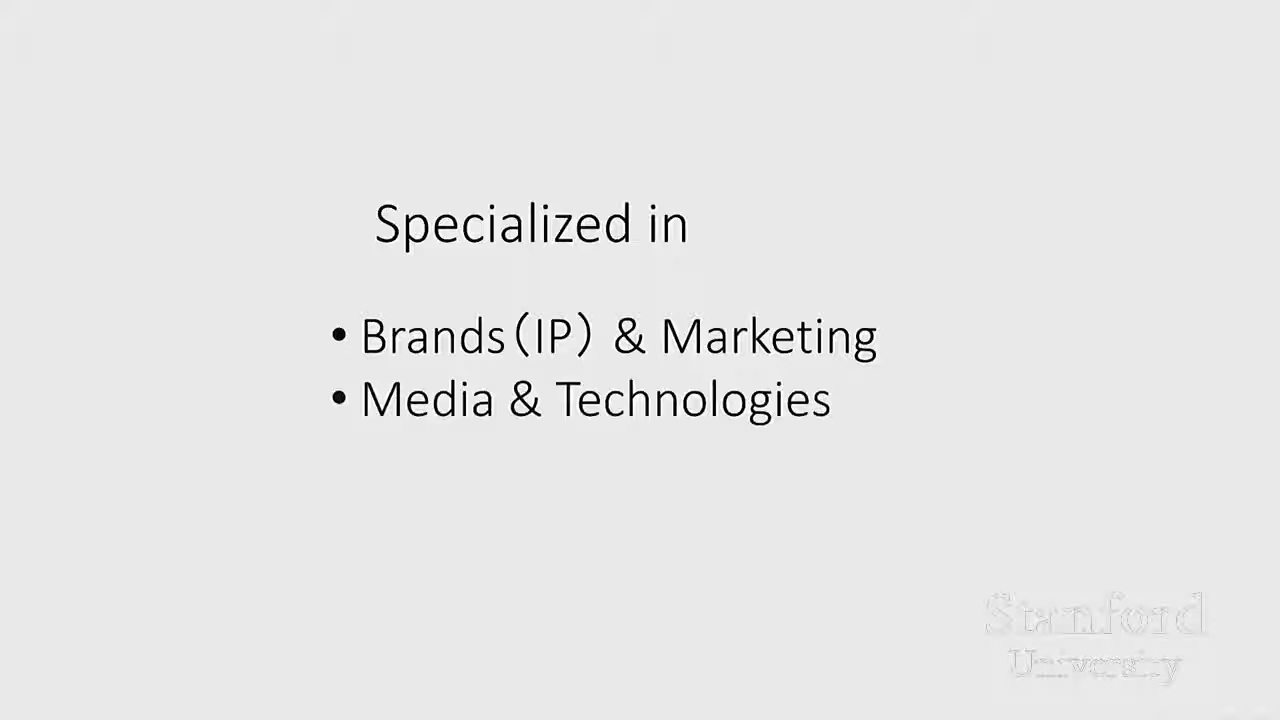 Specialized in
• Brands（IP） & Marketing
• Media & Technologies
Stanford
University